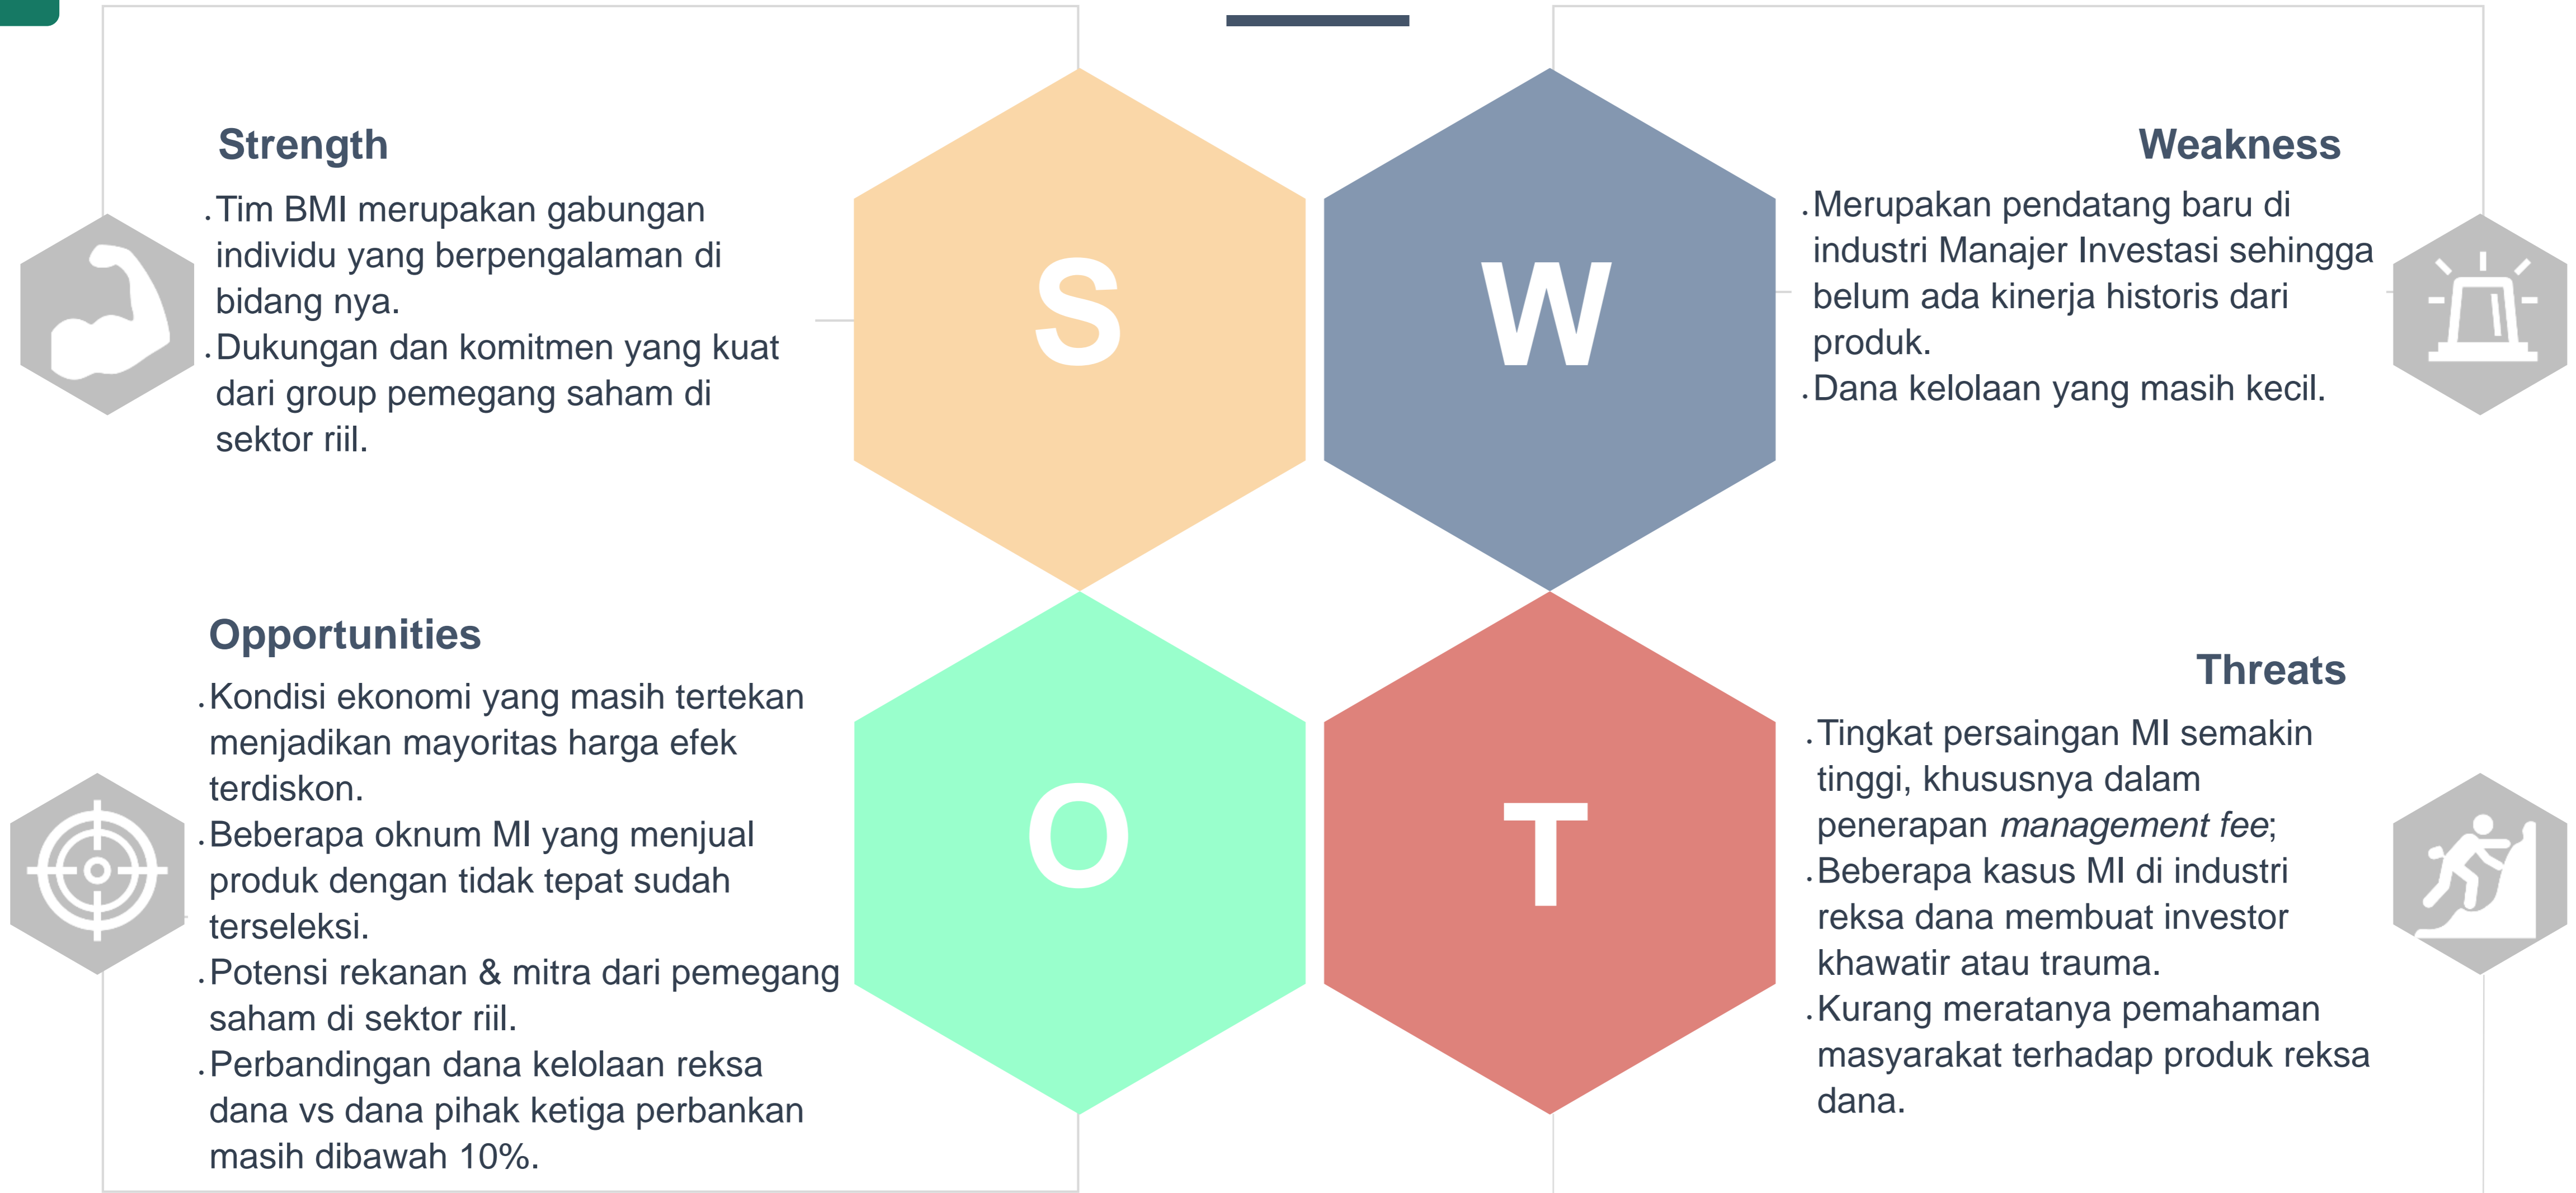 Strength
.Tim BMI merupakan gabungan
individu yang berpengalaman di
bidang nya.
.Dukungan dan komitmen yang kuat
dari group pemegang saham di
sektor riil.
S
W
Weakness
.Merupakan pendatang baru di
industri Manajer Investasi sehingga
belum ada kinerja historis dari
produk.
.Dana kelolaan yang masih kecil.
Opportunities
.Kondisi ekonomi yang masih tertekan
menjadikan mayoritas harga efek
terdiskon.
.Beberapa oknum MI yang menjual
produk dengan tidak tepat sudah
terseleksi.
.Potensi rekanan & mitra dari pemegang
saham di sektor riil.
.Perbandingan dana kelolaan reksa
dana vs dana pihak ketiga perbankan
masih dibawah 10%.
O
T
Threats
.Tingkat persaingan MI semakin
tinggi, khususnya dalam
penerapan management fee;
.Beberapa kasus MI di industri
reksa dana membuat investor
khawatir atau trauma.
.Kurang meratanya pemahaman
masyarakat terhadap produk reksa
dana.